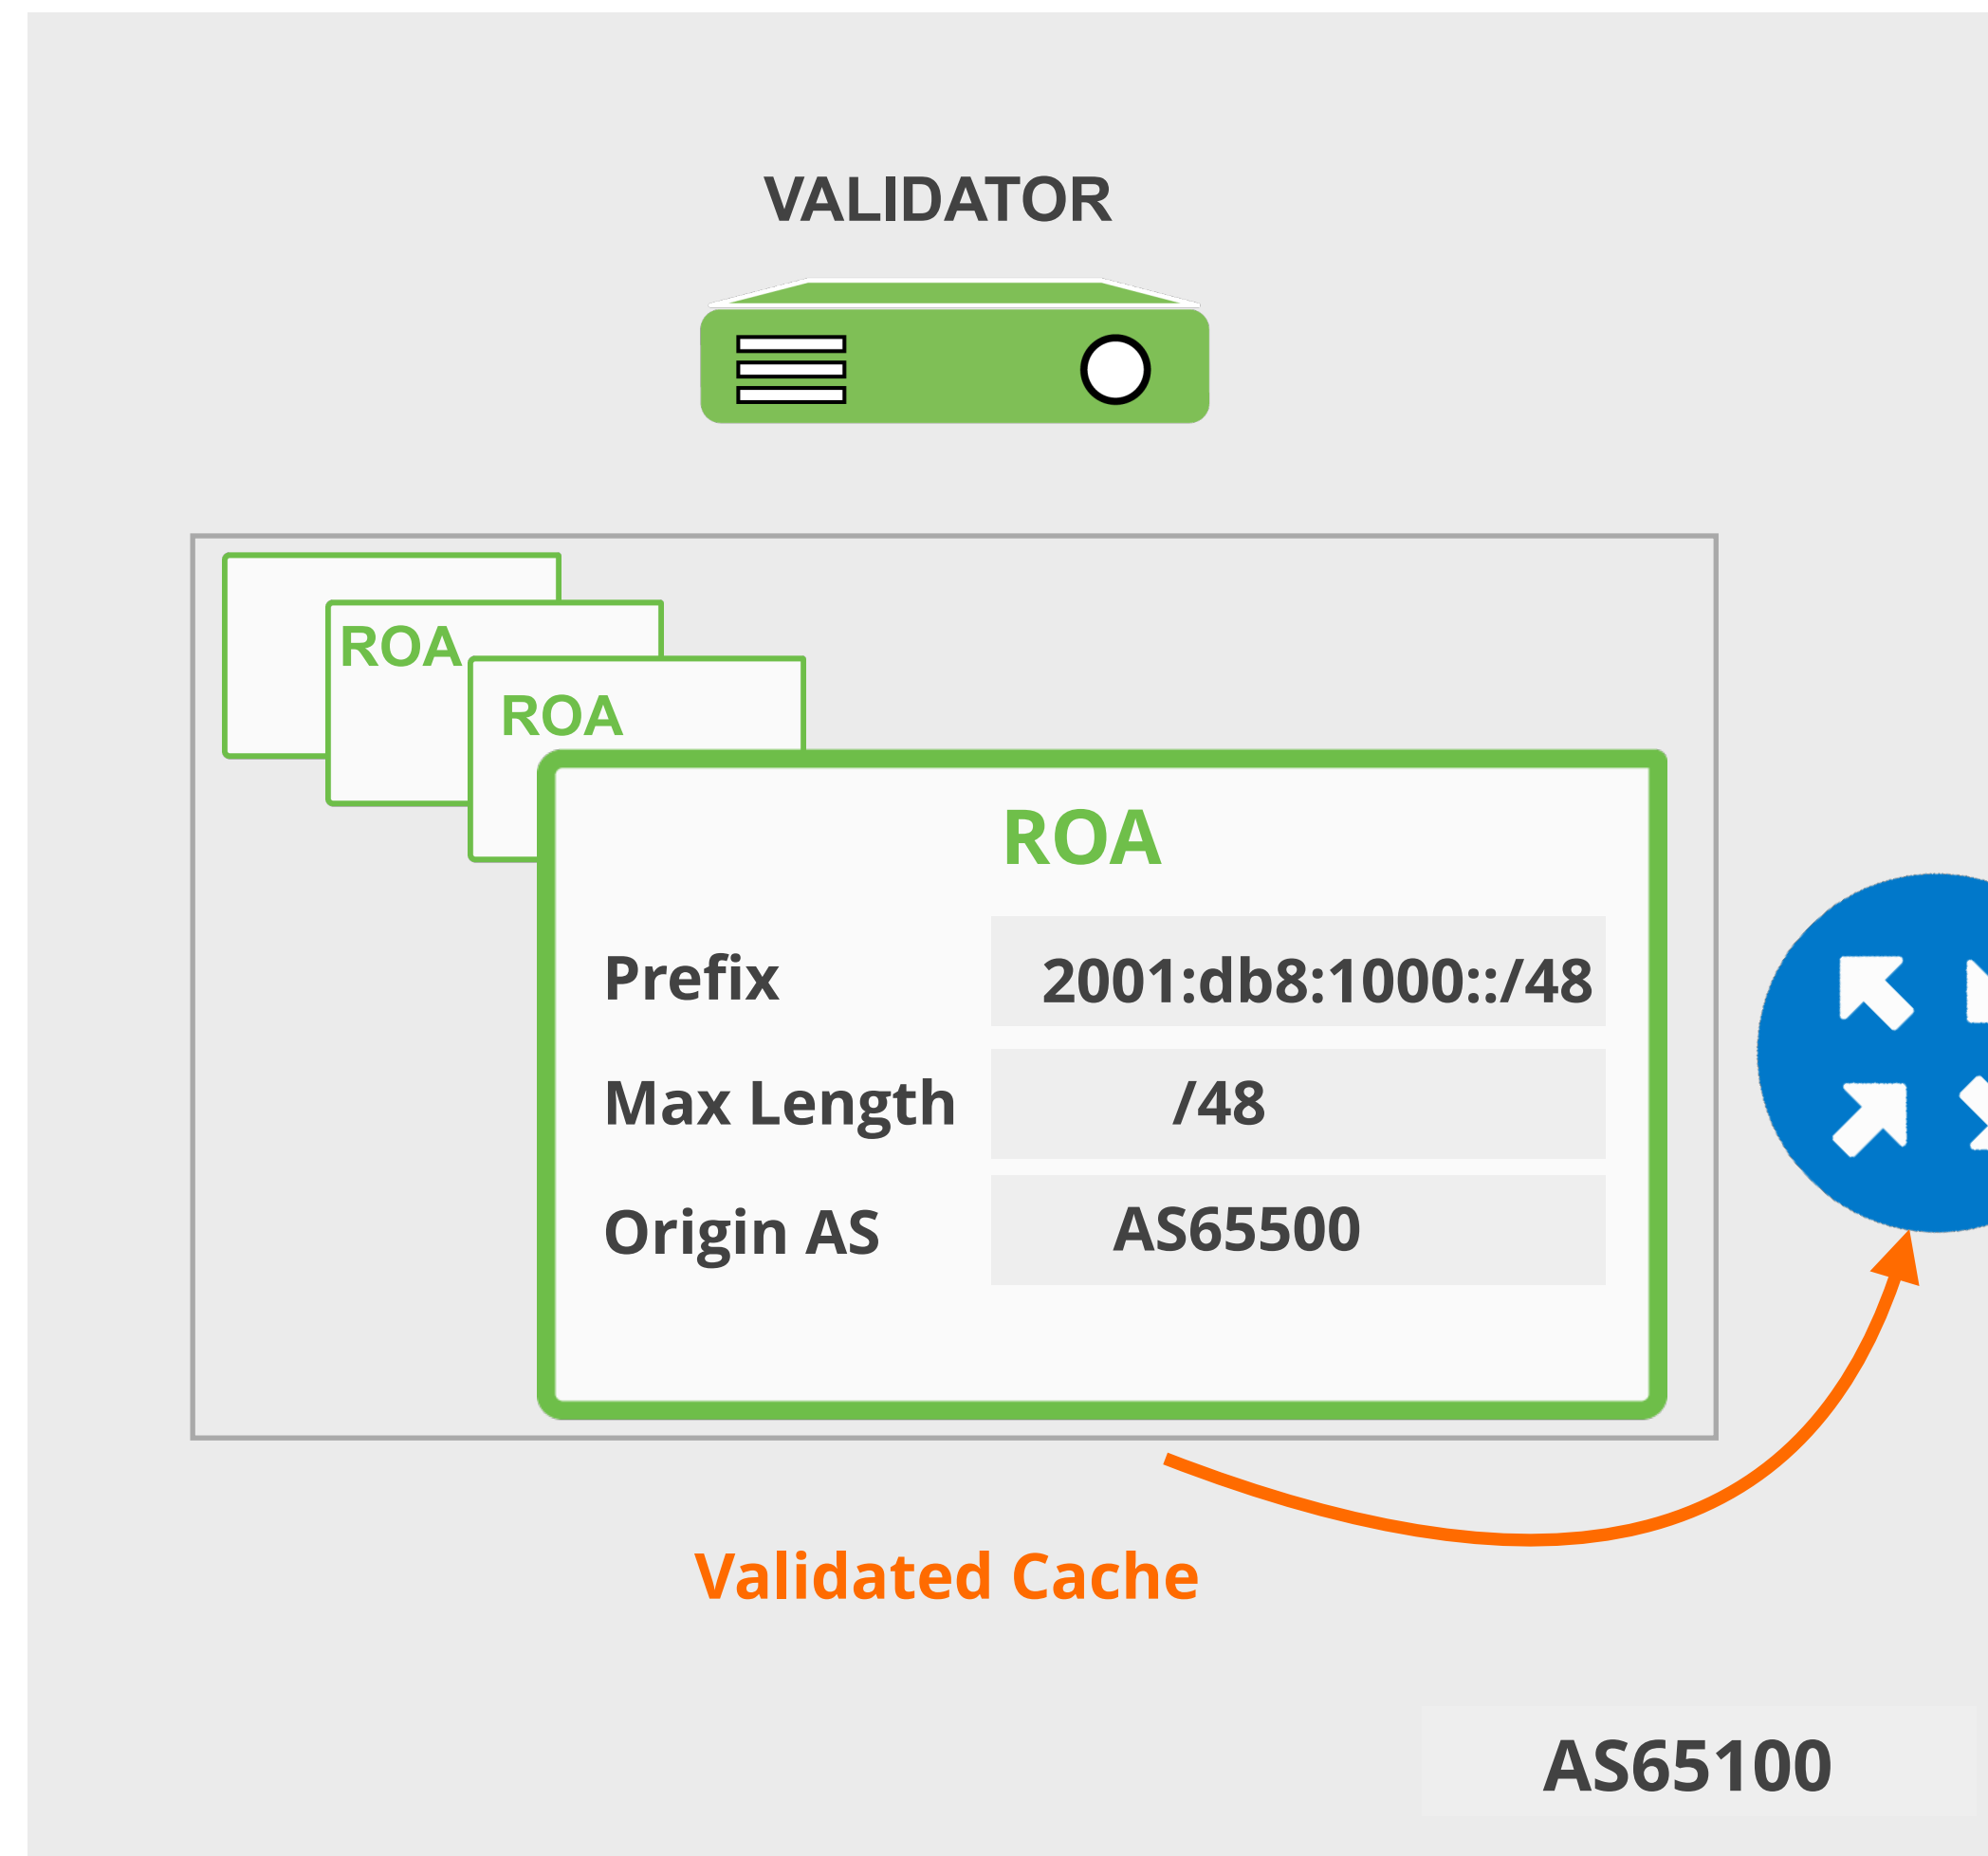 VALIDATOR
ROA
ROA
ROA
Prefix 2001:db8:1000::/48
Max Length /48
Origin AS AS65500
Validated Cache
AS65100